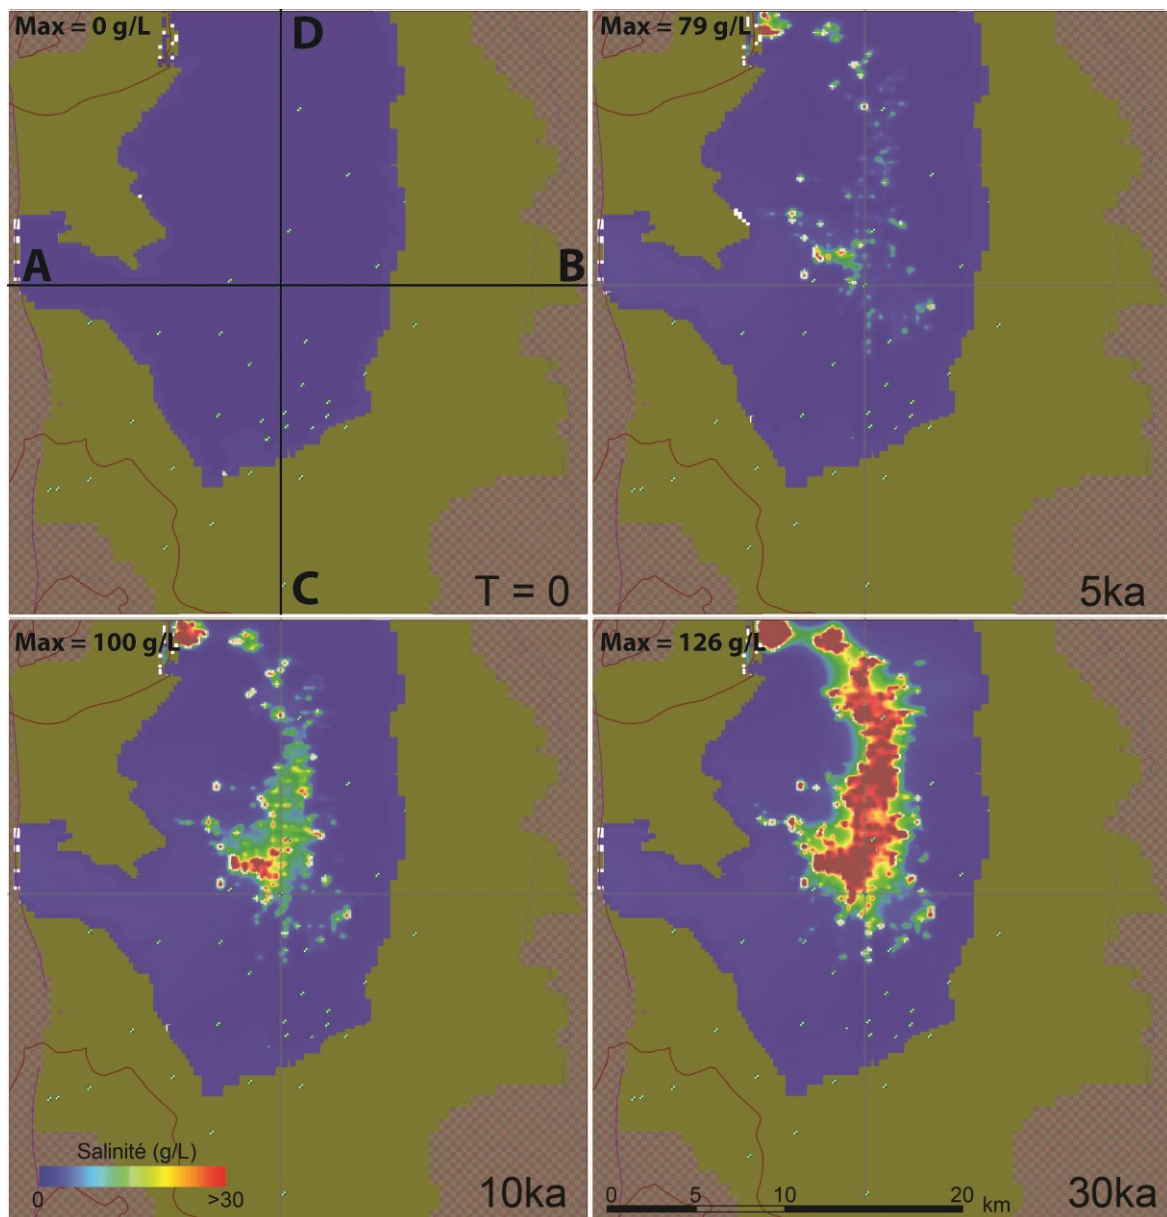 Max = 0 g/L
D
A
B
C
T = 0
Max = 79 g/L
5ka
Max = 100 g/L
Salinité (g/L)
0
>30
10ka
Max = 126 g/L
0 5 10 20 km
30ka